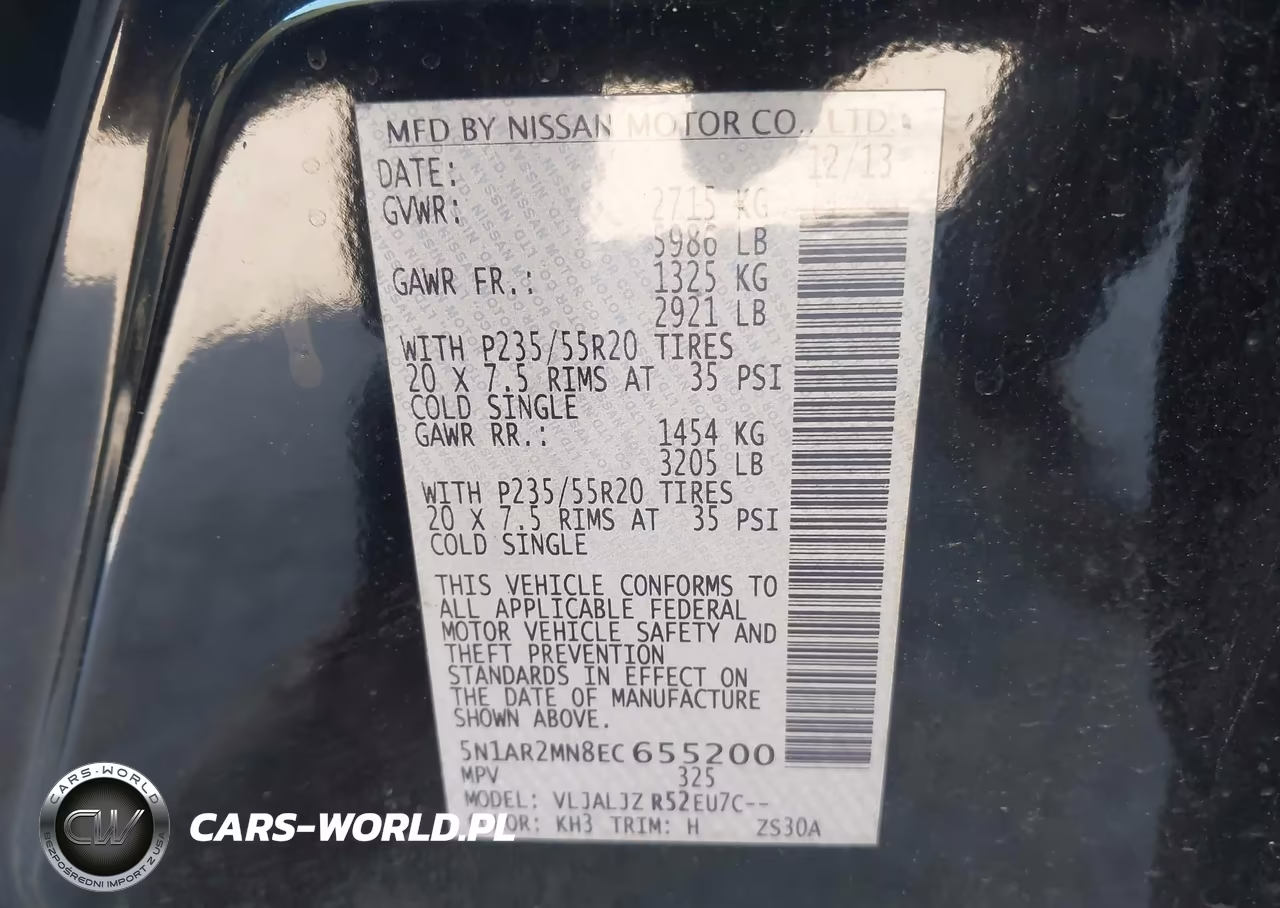 MFD BY NISSAN MOTOR CO., LTD.
DATE: 12/13
GVWR: 2715 KG
5986 LB
GAWR FR.: 1325 KG
2921 LB
WITH P235/55R20 TIRES
20 X 7.5 RIMS AT 35 PSI
COLD SINGLE
GAWR RR.: 1454 KG
3205 LB
WITH P235/55R20 TIRES
20 X 7.5 RIMS AT 35 PSI
COLD SINGLE
THIS VEHICLE CONFORMS TO
ALL APPLICABLE FEDERAL
MOTOR VEHICLE SAFETY AND
THEFT PREVENTION
STANDARDS IN EFFECT ON
THE DATE OF MANUFACTURE
SHOWN ABOVE.
5N1AR2MN8EC655200
MPV 325
MODEL: VLJALJZ R52EU7C--
OR: KH3 TRIM: H ZS30A
CARS-WORLD
CW
BEZPOŚREDNI IMPORT Z USA
CARS-WORLD.PL